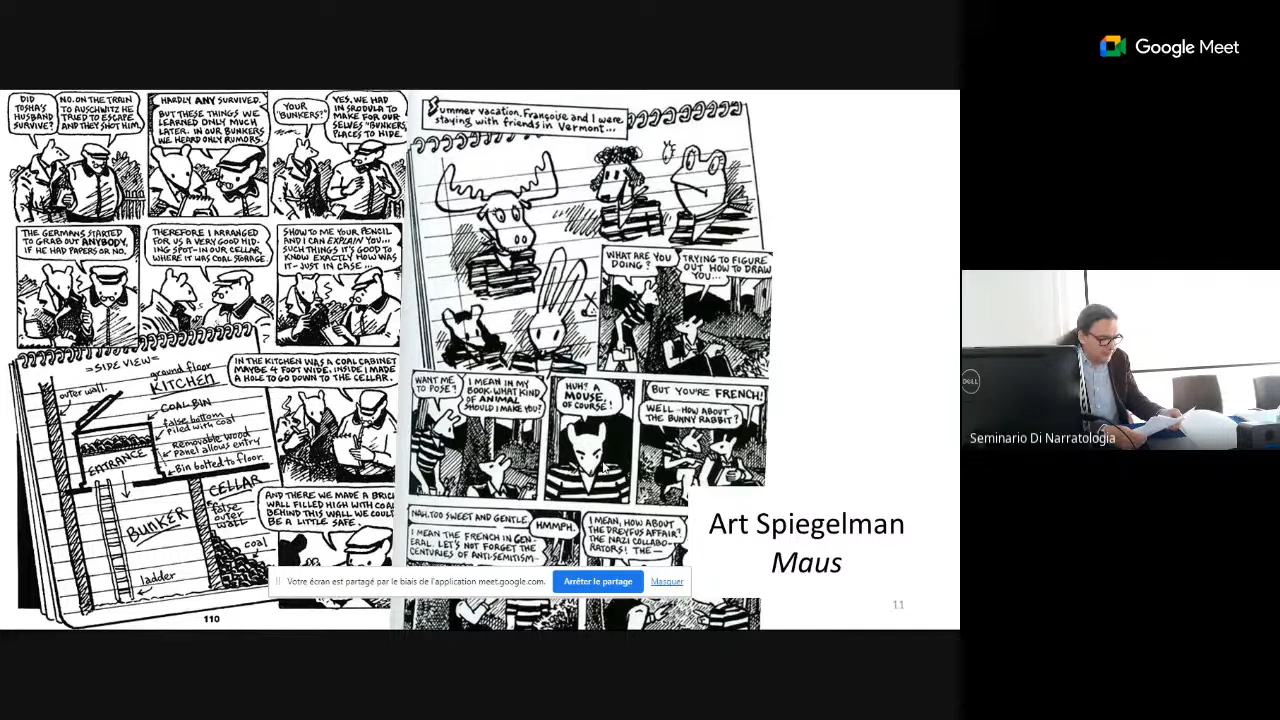 Google Meet
DID
TOSHA'S
HUSBAND
SURVIVE?
NO. ON THE TRAIN
TO AUSCHWITZ HE
TRIED TO ESCAPE
AND THEY SHOT HIM.
HARDLY ANY SURVIVED.
BUT THESE THINGS WE
LEARNED ONLY MUCH
LATER. IN OUR BUNKERS
WE HEARD ONLY RUMORS.
YOUR
"BUNKERS?"
YES. WE HAD
IN SRODULA TO
MAKE FOR OUR-
SELVES "BUNKERS,"
PLACES TO HIDE.
THE GERMANS STARTED
TO GRAB OUT ANYBODY,
IF HE HAD PAPERS OR NO.
THEREFORE I ARRANGED
FOR US A VERY GOOD HID-
ING SPOT-IN OUR CELLAR,
WHERE IT WAS COAL STORAGE.
SHOW TO ME YOUR PENCIL
AND I CAN EXPLAIN YOU...
SUCH THINGS IT'S GOOD TO
KNOW EXACTLY HOW WAS
IT-JUST IN CASE...
=SIDE VIEW=
outer wall.
ground floor
KITCHEN
COAL BIN
false bottom
piled with coal
Removable wood
panel allows entry
Bin bolted to floor.
ENTRANCE
CELLAR
false
outer
wall
BUNKER
coal
ladder
IN THE KITCHEN WAS A COAL CABINET
MAYBE 4 FOOT WIDE. INSIDE I MADE
A HOLE TO GO DOWN TO THE CELLAR.
AND THERE WE MADE A BRICK
WALL FILLED HIGH WITH COAL
BEHIND THIS WALL WE COULD
BE A LITTLE SAFE.
110
Summer vacation. Françoise and I were
staying with friends in Vermont...
WHAT ARE YOU
DOING?
TRYING TO FIGURE
OUT HOW TO DRAW
YOU...
WANT ME
TO POSE?
I MEAN IN MY
BOOK. WHAT KIND
OF ANIMAL
SHOULD I MAKE YOU?
HUH? A
MOUSE,
OF COURSE!
BUT YOU'RE FRENCH!
WELL...HOW ABOUT
THE BUNNY RABBIT?
NAH. TOO SWEET AND GENTLE.
HMMPH.
I MEAN THE FRENCH IN GEN-
ERAL. LET'S NOT FORGET THE
CENTURIES OF ANTI-SEMITISM-
I MEAN, HOW ABOUT
THE DREYFUS AFFAIR?
THE NAZI COLLABO-
RATORS! THE—
Art Spiegelman
Maus
11
Votre écran est partagé par le biais de l'application meet.google.com.
Arrêter le partage
Masquer
DELL
Seminario Di Narratologia